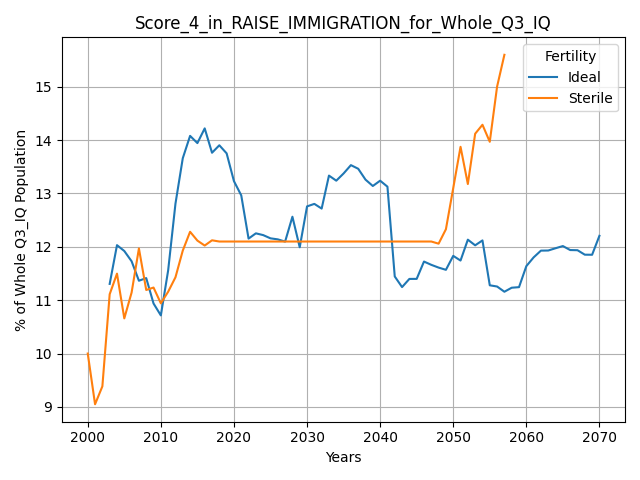 Score_4_in_RAISE_IMMIGRATION_for_Whole_Q3_IQ
% of Whole Q3_IQ Population
15
14
13
12
11
10
9
Fertility
Ideal
Sterile
2000 2010 2020 2030 2040 2050 2060 2070
Years